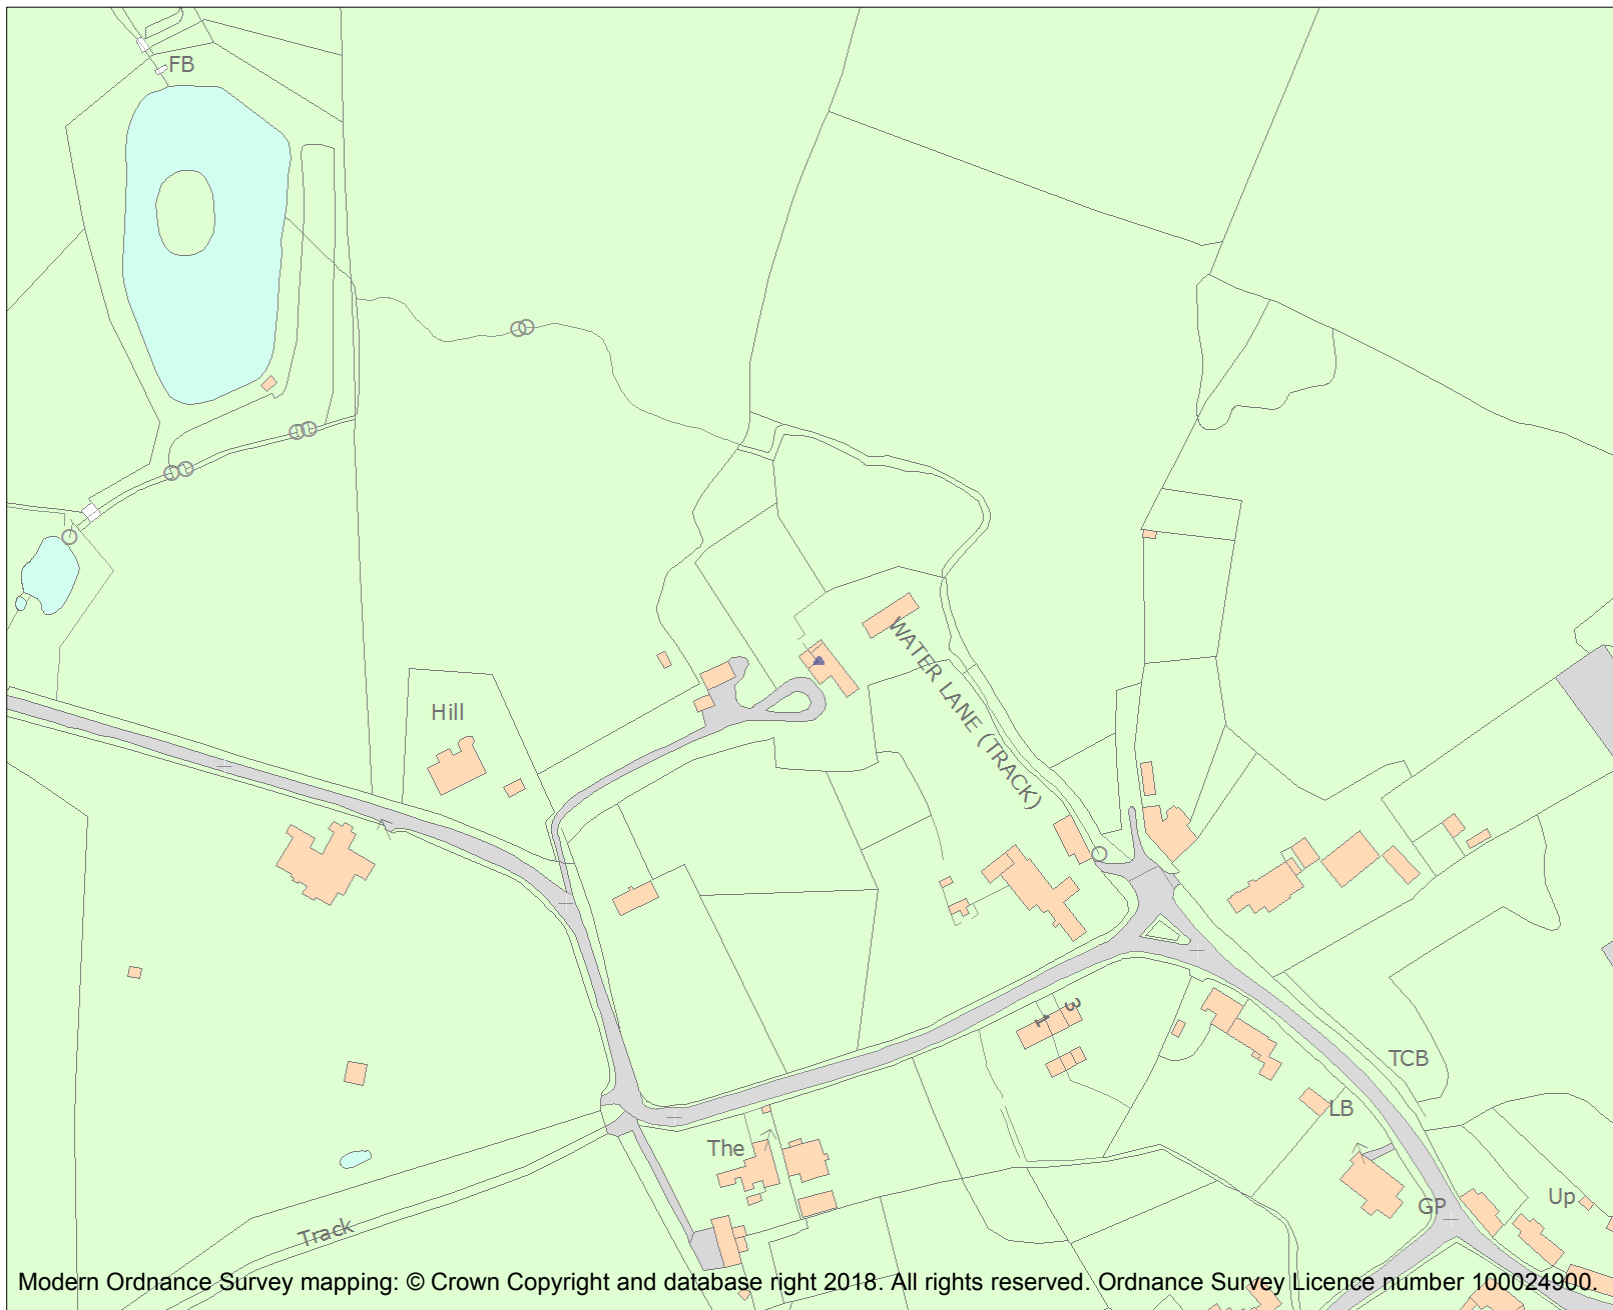 FB
WATER LANE (TRACK)
Hill
3
1
TCB
LB
The
Up
GP
Track
Modern Ordnance Survey mapping: © Crown Copyright and database right 2018. All rights reserved. Ordnance Survey Licence number 100024900.